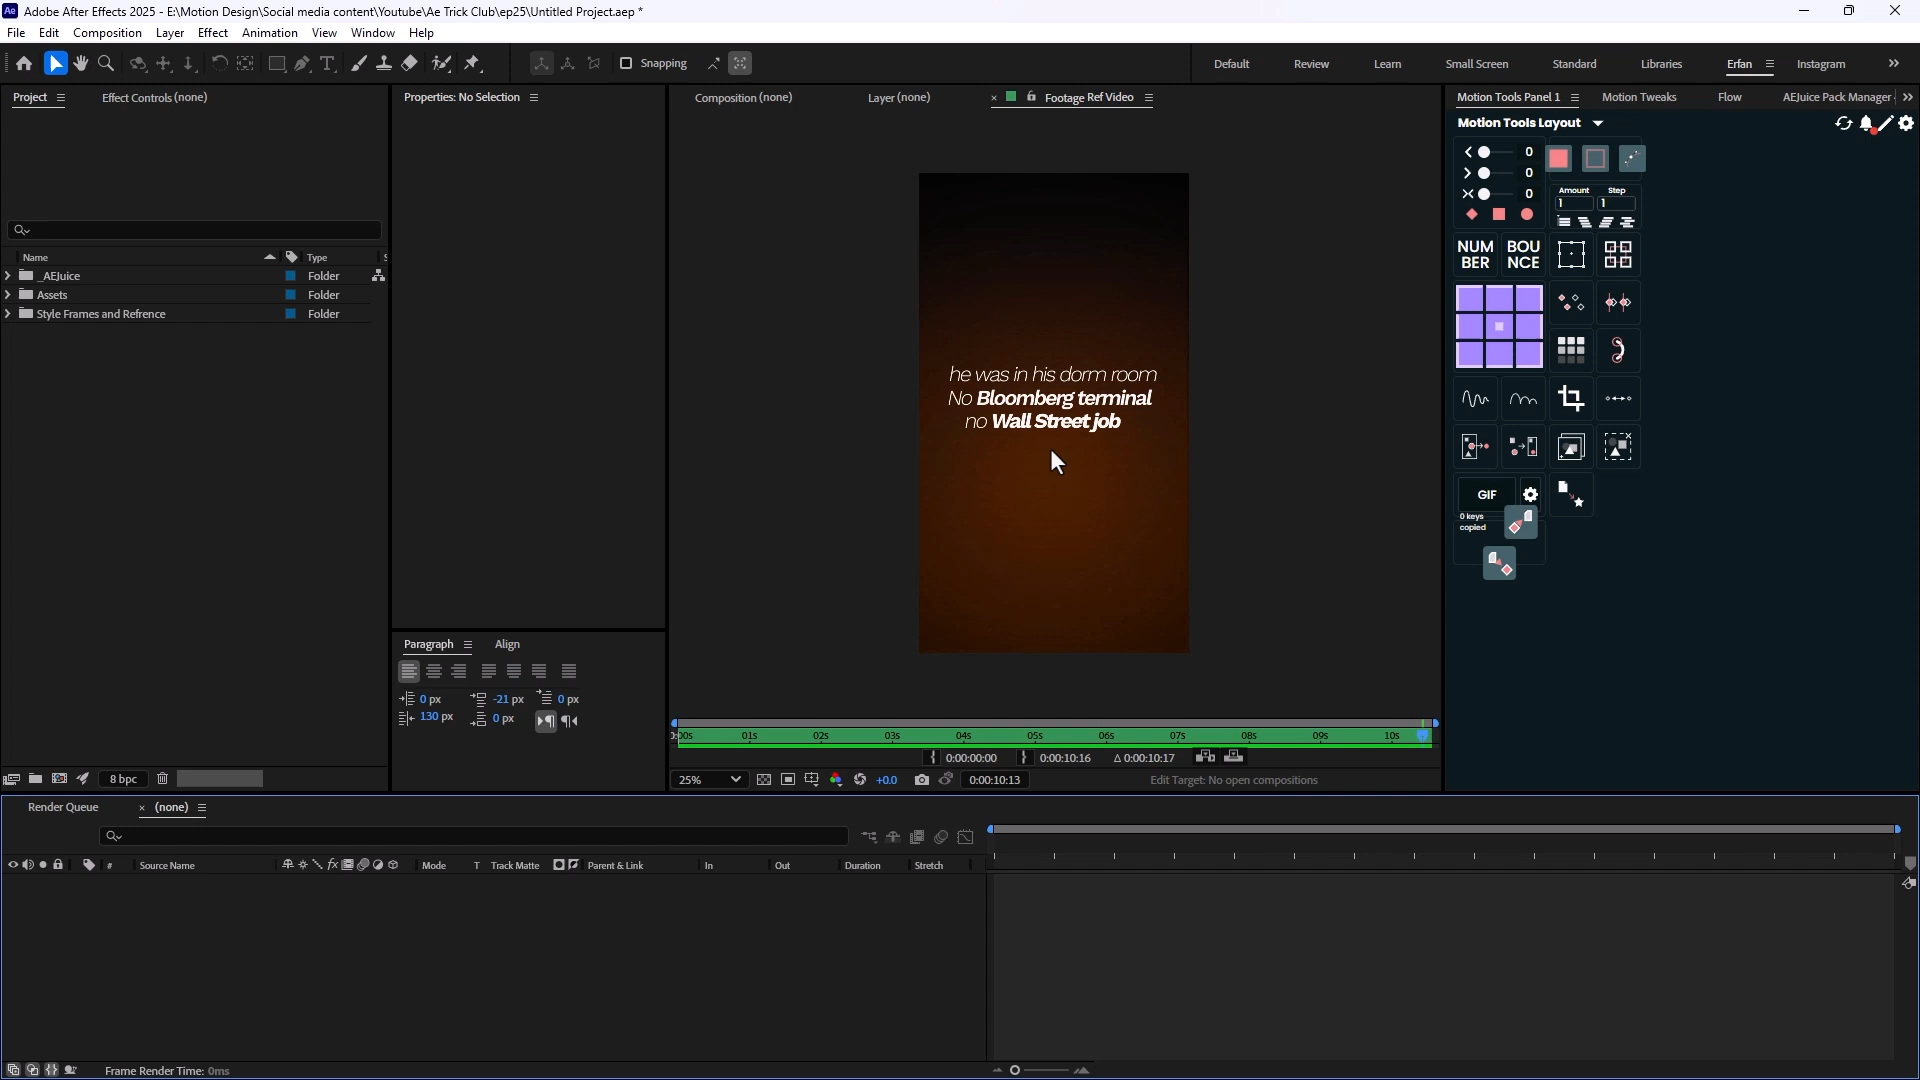 Adobe After Effects 2025 - E:\Motion Design\Social media content\Youtube\Ae Trick Club\ep25\Untitled Project.aep *
File Edit Composition Layer Effect Animation View Window Help
Snapping
Default Review Learn Small Screen Standard Libraries Erfan Instagram
Project Effect Controls (none)
Properties: No Selection
Composition (none) Layer (none) Footage Ref Video
Motion Tools Panel 1 Motion Tweaks Flow AEJuice Pack Manager
Motion Tools Layout
0
0
0
Amount Step
1 1
NUMBER BOUNCE
GIF
0 keys
copied
Name Type
_AEJuice Folder
Assets Folder
Style Frames and Refrence Folder
he was in his dorm room
No Bloomberg terminal
no Wall Street job
Paragraph Align
0 px -21 px 0 px
130 px 0 px
01s 02s 03s 04s 05s 06s 07s 08s 09s 10s
0:00:00:00 0:00:10:16 Δ 0:00:10:17
8 bpc
25% +0.0 0:00:10:13 Edit Target: No open compositions
Render Queue (none)
# Source Name Mode T Track Matte Parent & Link In Out Duration Stretch
Frame Render Time: 0ms